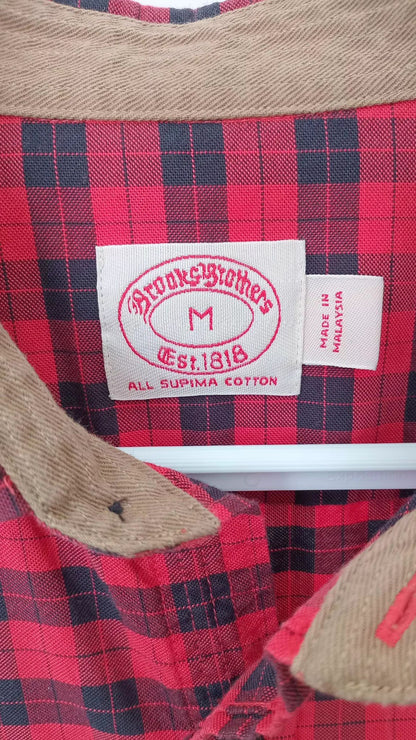 Brooks Brothers
M
Est. 1818
ALL SUPIMA COTTON
MADE IN
MALAYSIA